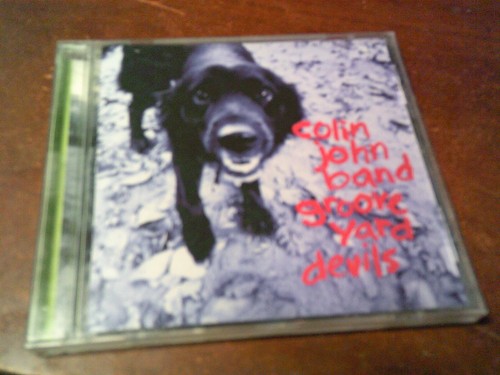 colin
john
band
groove
yard
devils